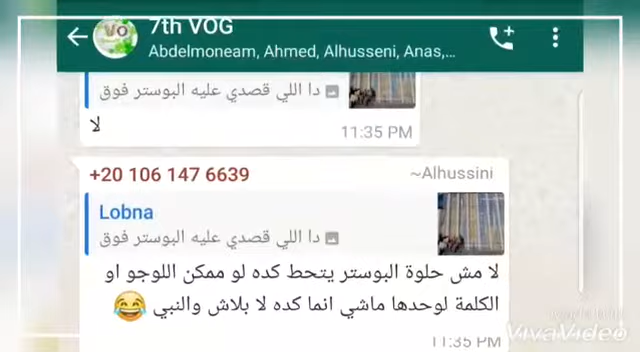 7th VOG
Abdelmoneam, Ahmed, Alhusseni, Anas,...
دا اللي قصدي عليه البوستر فوق
لا
11:35 PM
+20 106 147 6639
~Alhussini
Lobna
دا اللي قصدي عليه البوستر فوق
لا مش حلوة البوستر يتحط كده لو ممكن اللوجو او
الكلمة لوحدها ماشي انما كده لا بلاش والنبي 😂
11:35 PM
VivaVideo